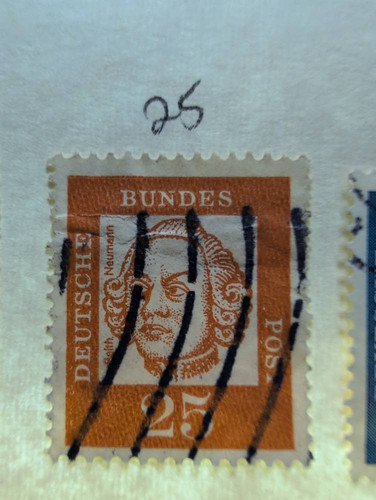 25
BUNDES
DEUTSCHE
POST
Neumann
25